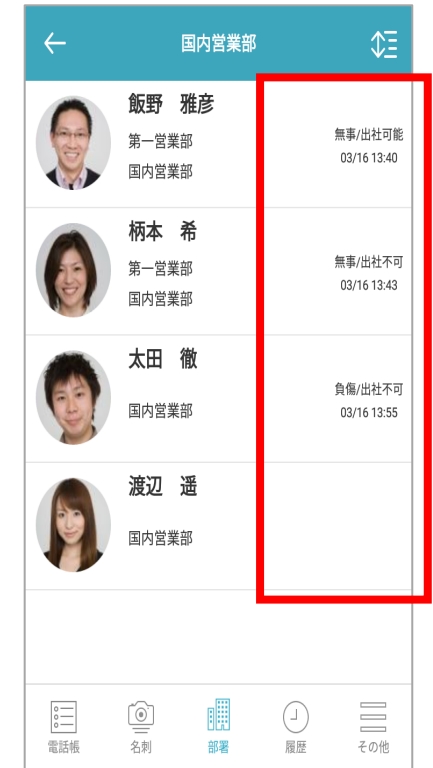 国内営業部
飯野 雅彦
第一営業部
国内営業部
無事/出社可能
03/16 13:40
柄本 希
第一営業部
国内営業部
無事/出社不可
03/16 13:43
太田 徹
国内営業部
負傷/出社不可
03/16 13:55
渡辺 遥
国内営業部
電話帳 名刺 部署 履歴 その他